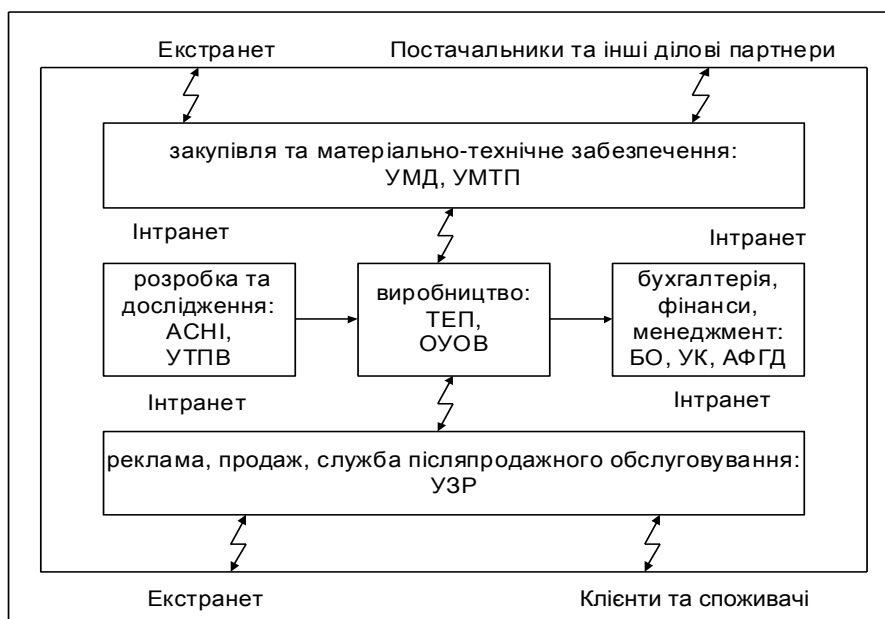 Екстранет
Постачальники та інші ділові партнери
закупівля та матеріально-технічне забезпечення:
УМД, УМТП
Інтранет
Інтранет
розробка та
дослідження:
АСНІ,
УТПВ
виробництво:
ТЕП,
ОУОВ
бухгалтерія,
фінанси,
менеджмент:
БО, УК, АФГД
Інтранет
Інтранет
реклама, продаж, служба післяпродажного обслуговування:
УЗР
Екстранет
Клієнти та споживачі